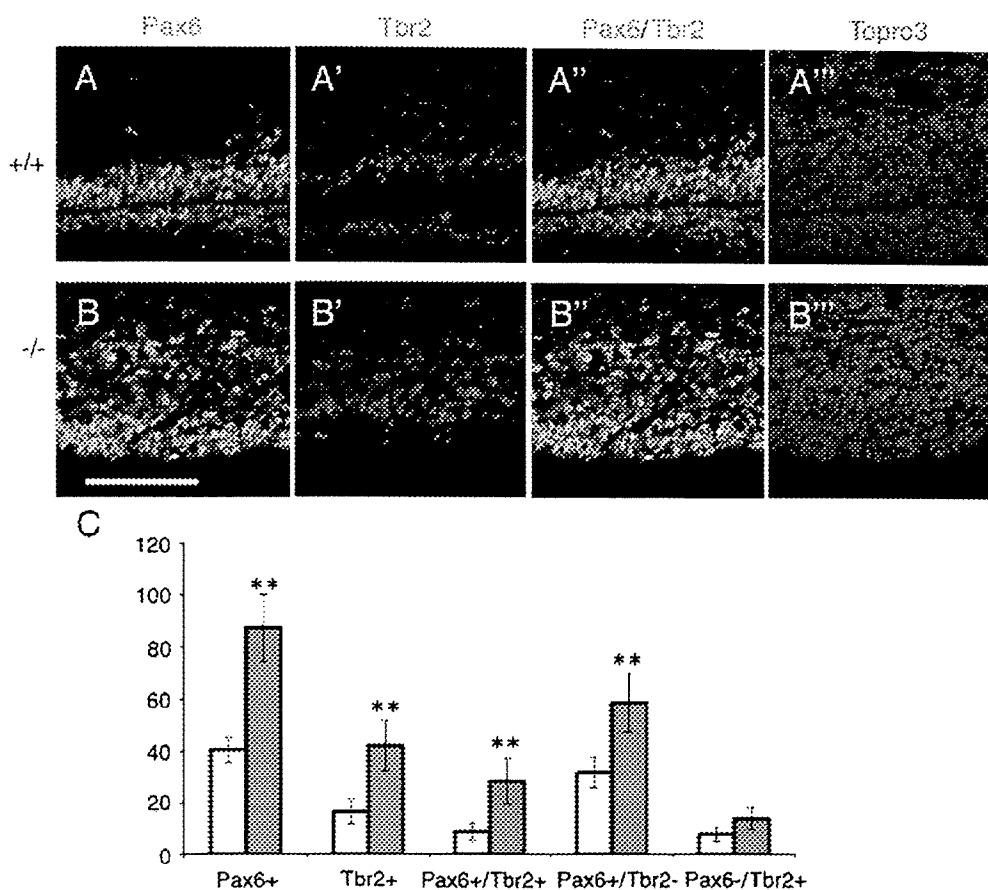 Pax6 Tbr2 Pax6/Tbr2 Topro3
A A' A'' A'''
+/+
B B' B'' B'''
-/-
C
120
100
80
60
40
20
0
** ** ** **
Pax6+ Tbr2+ Pax6+/Tbr2+ Pax6+/Tbr2- Pax6-/Tbr2+